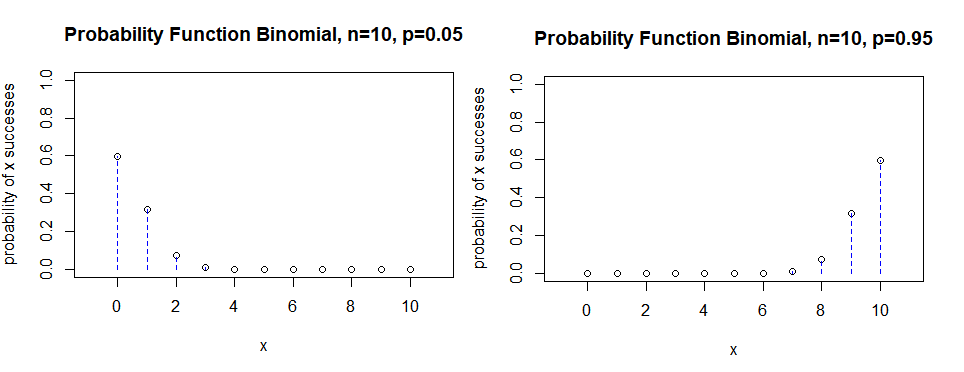 Probability Function Binomial, n=10, p=0.05
probability of x successes
1.0
0.8
0.6
0.4
0.2
0.0
0 2 4 6 8 10
x
Probability Function Binomial, n=10, p=0.95
probability of x successes
1.0
0.8
0.6
0.4
0.2
0.0
0 2 4 6 8 10
x